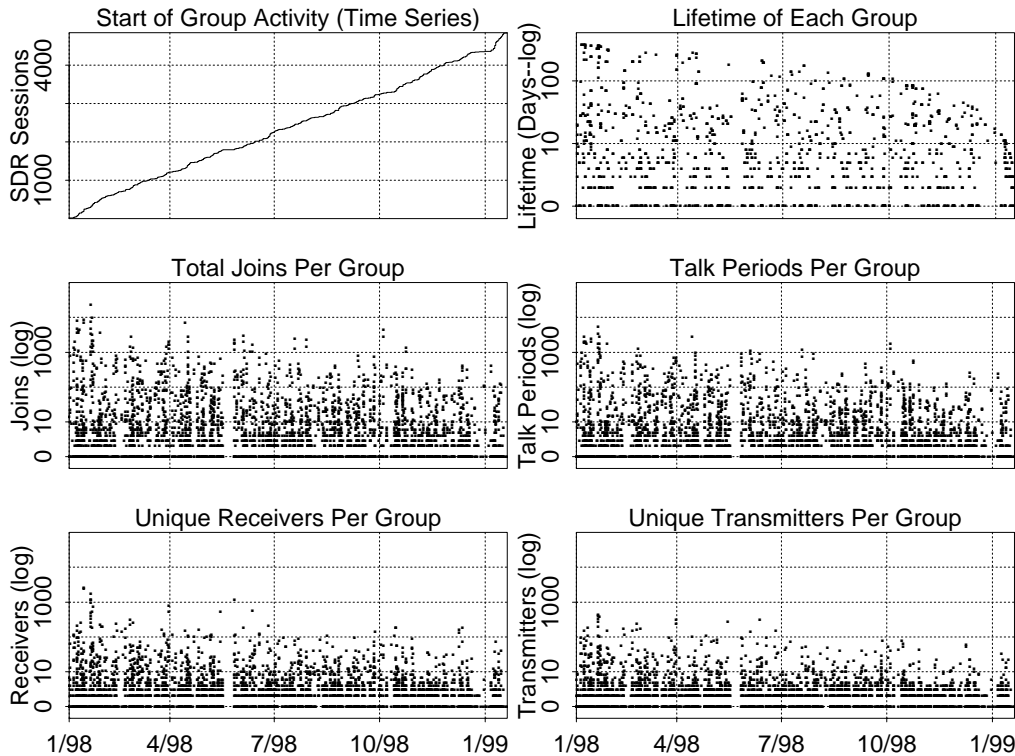 Start of Group Activity (Time Series)
SDR Sessions
4000
1000
Lifetime of Each Group
Lifetime (Days--log)
100
10
0
Total Joins Per Group
Joins (log)
1000
10
0
Talk Periods Per Group
Talk Periods (log)
1000
10
0
Unique Receivers Per Group
Receivers (log)
1000
10
0
1/98 4/98 7/98 10/98 1/99
Unique Transmitters Per Group
Transmitters (log)
1000
10
0
1/98 4/98 7/98 10/98 1/99